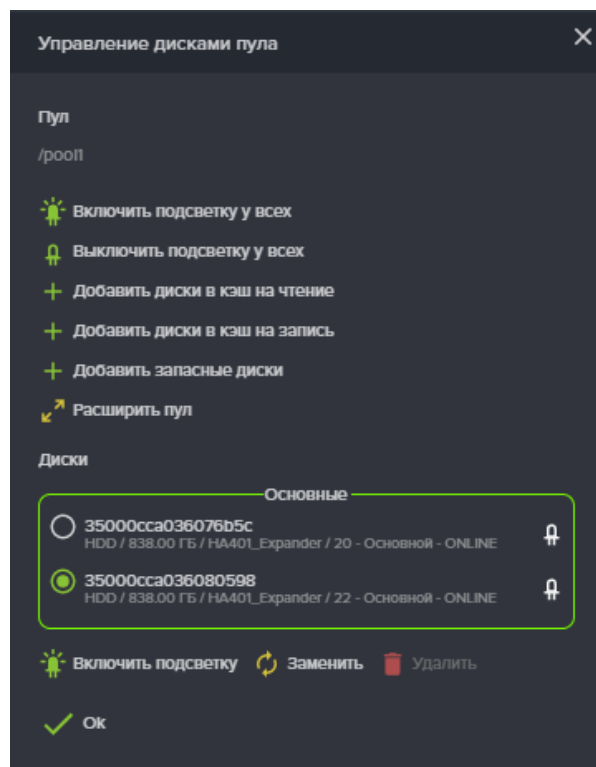 Управление дисками пула
Пул
/pool1
Включить подсветку у всех
Выключить подсветку у всех
Добавить диски в кэш на чтение
Добавить диски в кэш на запись
Добавить запасные диски
Расширить пул
Диски
Основные
35000cca036076b5c
HDD / 838.00 ГБ / HA401_Expander / 20 - Основной - ONLINE
35000cca036080598
HDD / 838.00 ГБ / HA401_Expander / 22 - Основной - ONLINE
Включить подсветку Заменить Удалить
Ok